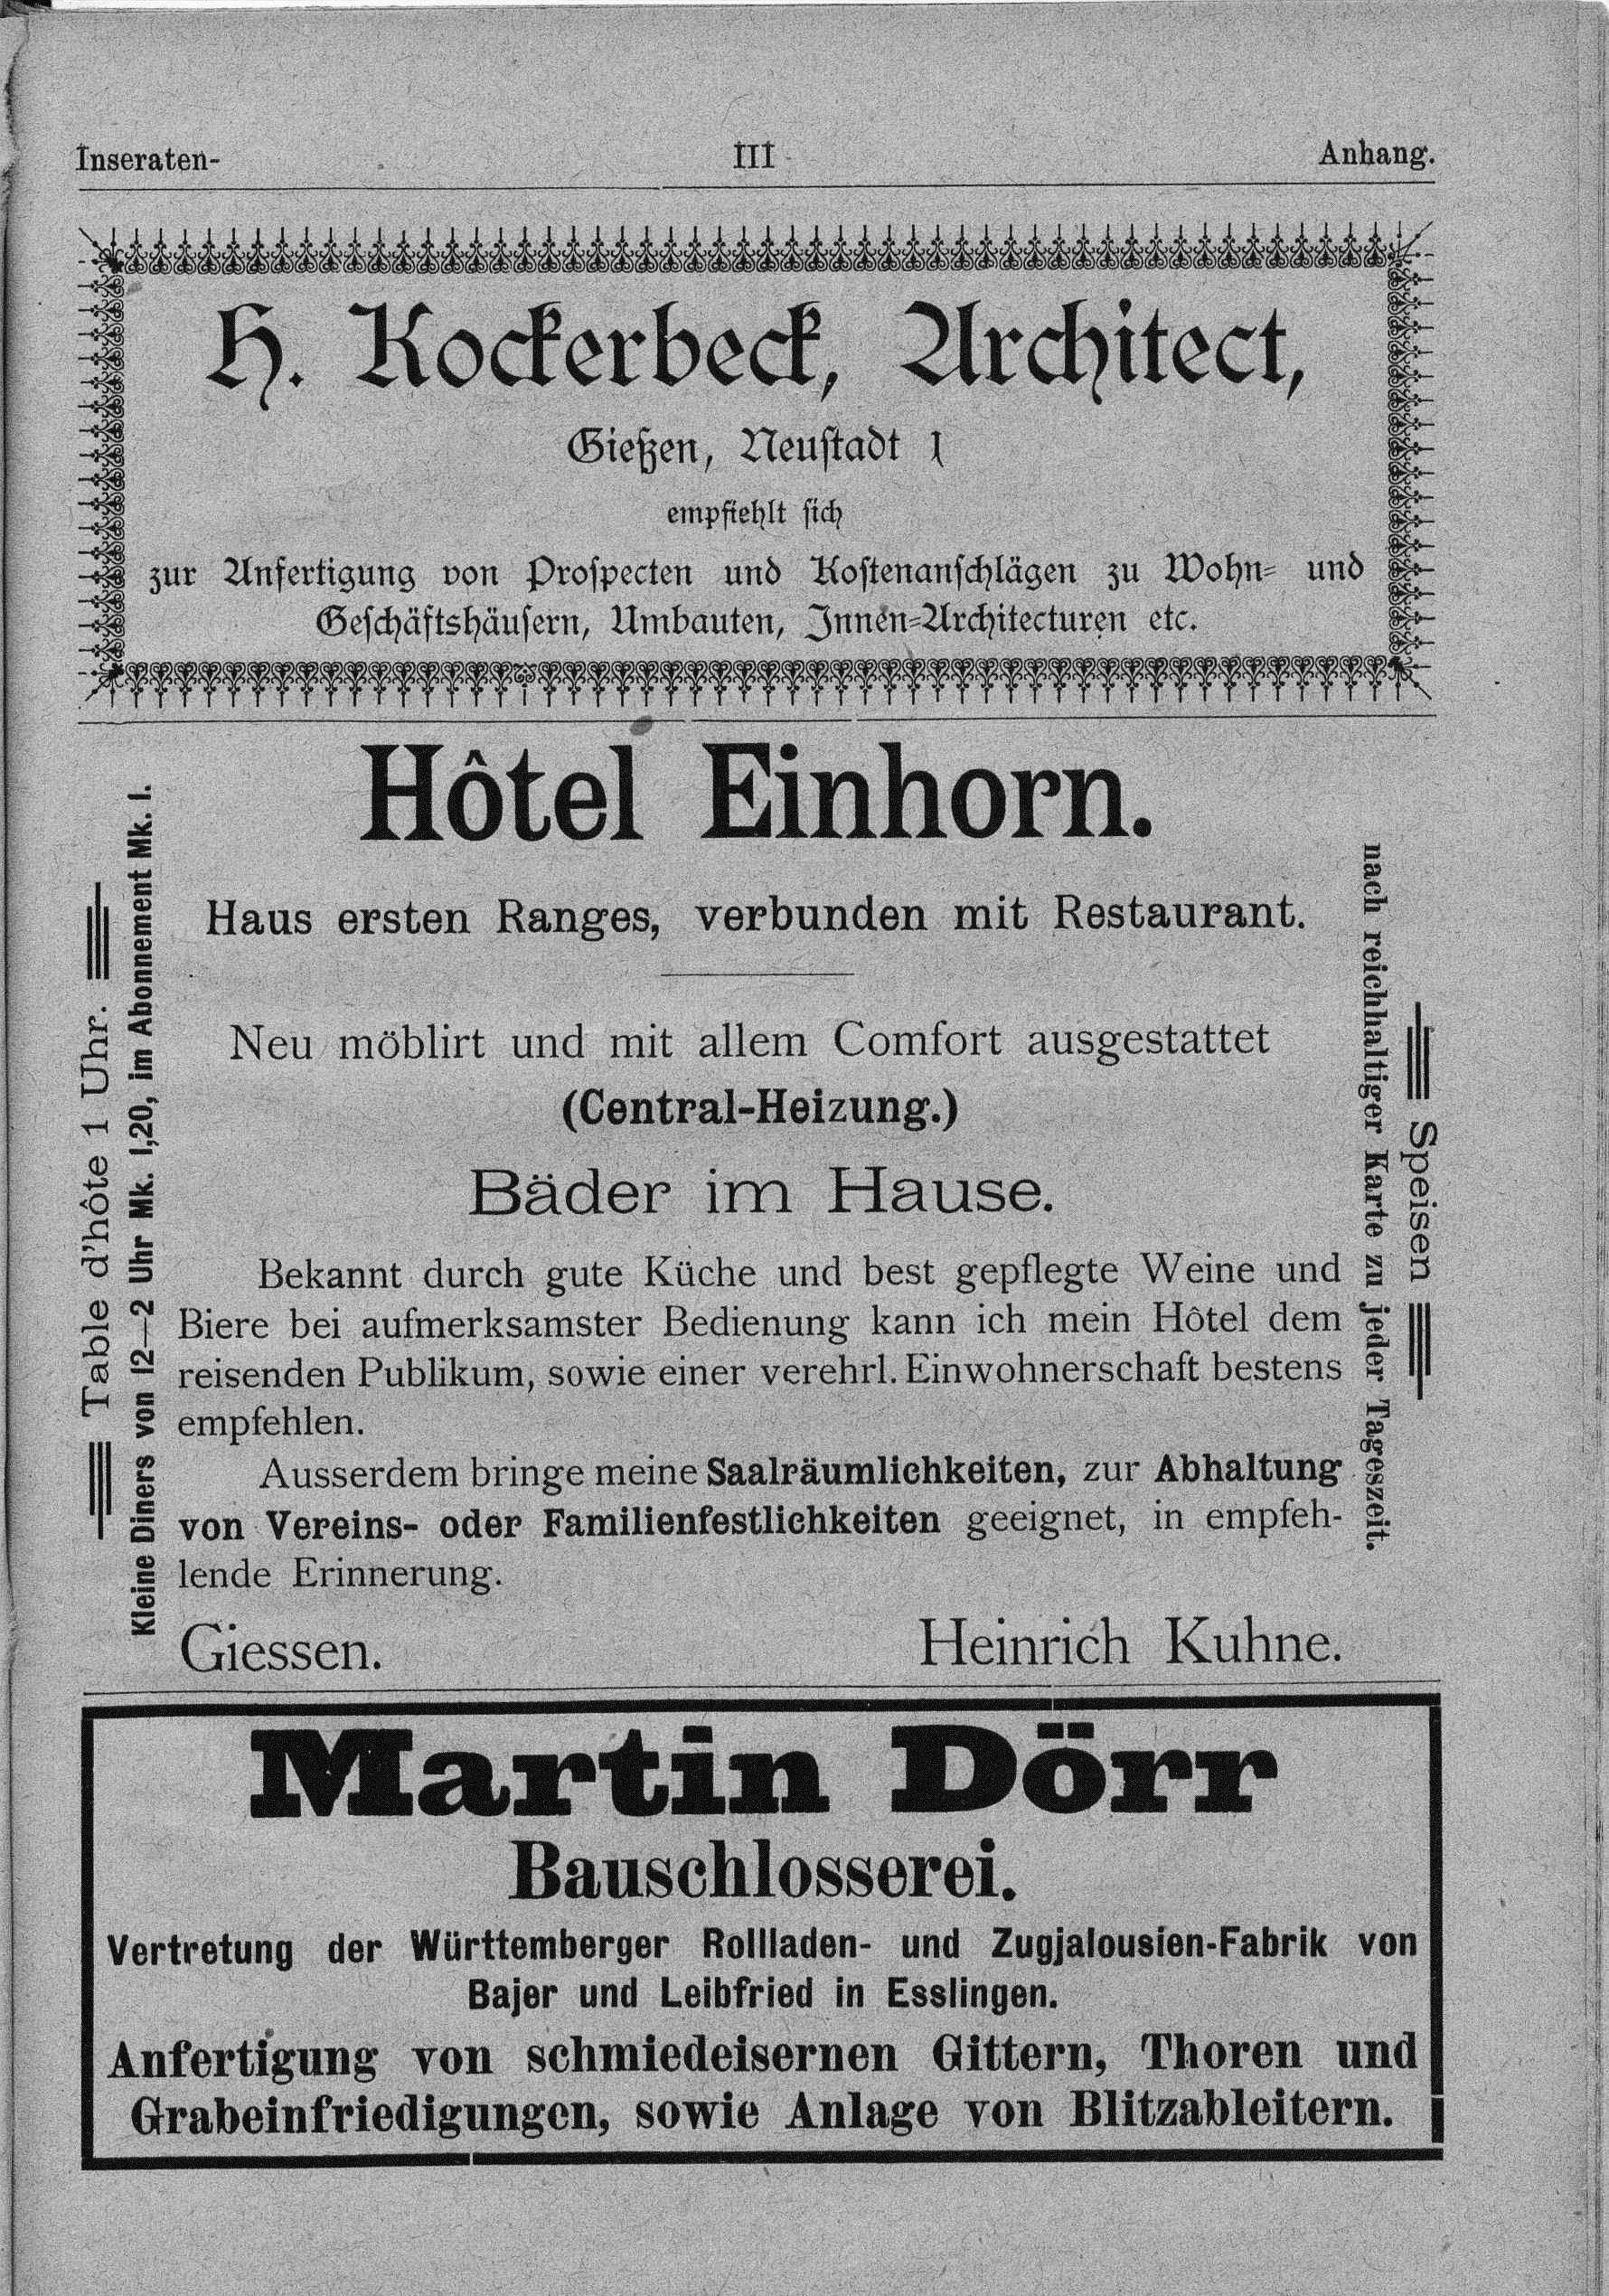 Inseraten- III Anhang.
H. Kockerbeck, Architect,
Gießen, Neustadt 1
empfiehlt sich
zur Anfertigung von Prospecten und Kostenanschlägen zu Wohn- und
Geschäftshäusern, Umbauten, Innen-Architecturen etc.
Hôtel Einhorn.
Haus ersten Ranges, verbunden mit Restaurant.
Neu möblirt und mit allem Comfort ausgestattet
(Central-Heizung.)
Bäder im Hause.
Bekannt durch gute Küche und best gepflegte Weine und
Biere bei aufmerksamster Bedienung kann ich mein Hôtel dem
reisenden Publikum, sowie einer verehrl. Einwohnerschaft bestens
empfehlen.
Ausserdem bringe meine Saalräumlichkeiten, zur Abhaltung
von Vereins- oder Familienfestlichkeiten geeignet, in empfeh-
lende Erinnerung.
Giessen. Heinrich Kuhne.
Table d'hôte 1 Uhr.
Kleine Diners von 12—2 Uhr Mk. 1,20, im Abonnement Mk. 1.
Speisen
nach reichhaltiger Karte zu jeder Tageszeit.
Martin Dörr
Bauschlosserei.
Vertretung der Württemberger Rollladen- und Zugjalousien-Fabrik von
Bajer und Leibfried in Esslingen.
Anfertigung von schmiedeisernen Gittern, Thoren und
Grabeinfriedigungen, sowie Anlage von Blitzableitern.